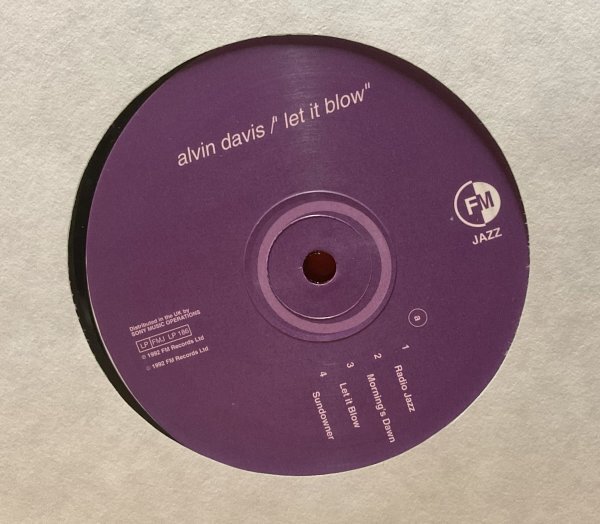 alvin davis /" let it blow"
FM
JAZZ
Distributed in the UK by
SONY MUSIC OPERATIONS
LP FMJ LP 186
℗ 1992 FM Records Ltd
© 1992 FM Records Ltd
a
1 Radio Jazz
2 Morning's Dawn
3 Let it Blow
4 Sundowner